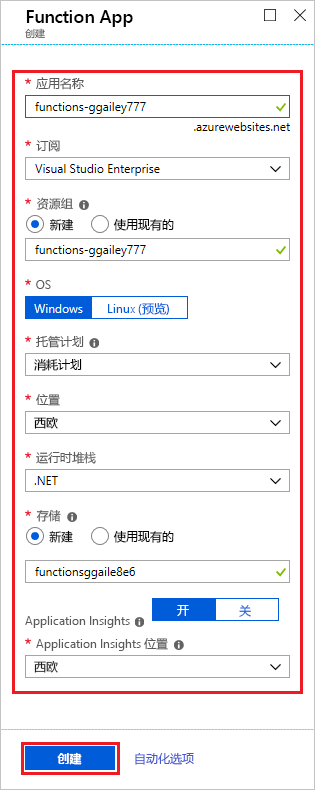 Function App
创建
* 应用名称
functions-ggailey777
.azurewebsites.net
* 订阅
Visual Studio Enterprise
* 资源组
新建 使用现有的
functions-ggailey777
* OS
Windows Linux (预览)
* 托管计划
消耗计划
* 位置
西欧
* 运行时堆栈
.NET
* 存储
新建 使用现有的
functionsggaile8e6
Application Insights 开 关
* Application Insights 位置
西欧
创建 自动化选项